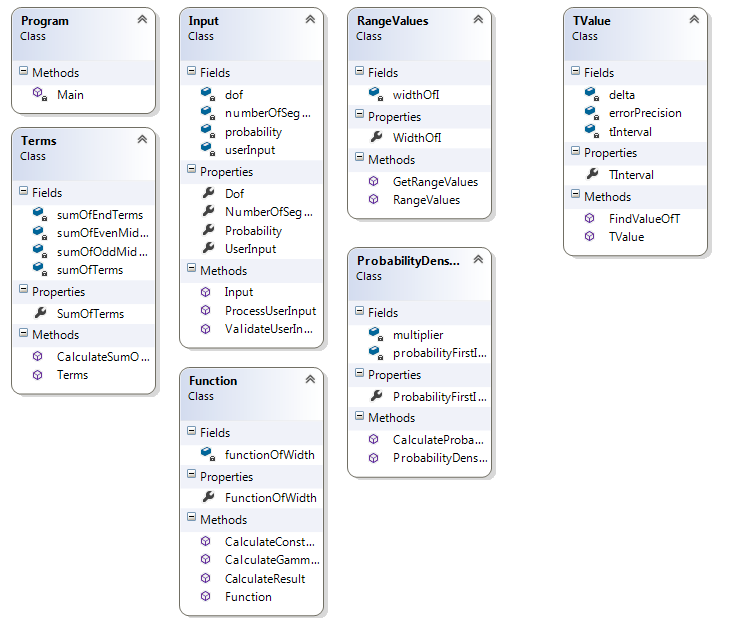 Program
Class
Methods
Main
Terms
Class
Fields
sumOfEndTerms
sumOfEvenMid...
sumOfOddMid...
sumOfTerms
Properties
SumOfTerms
Methods
CalculateSumO...
Terms
Input
Class
Fields
dof
numberOfSeg...
probability
userInput
Properties
Dof
NumberOfSeg...
Probability
UserInput
Methods
Input
ProcessUserInput
ValidateUserIn...
Function
Class
Fields
functionOfWidth
Properties
FunctionOfWidth
Methods
CalculateConst...
CalculateGamm...
CalculateResult
Function
RangeValues
Class
Fields
widthOfI
Properties
WidthOfI
Methods
GetRangeValues
RangeValues
ProbabilityDens...
Class
Fields
multiplier
probabilityFirstI...
Properties
ProbabilityFirstI...
Methods
CalculateProba...
ProbabilityDens...
TValue
Class
Fields
delta
errorPrecision
tInterval
Properties
TInterval
Methods
FindValueOfT
TValue